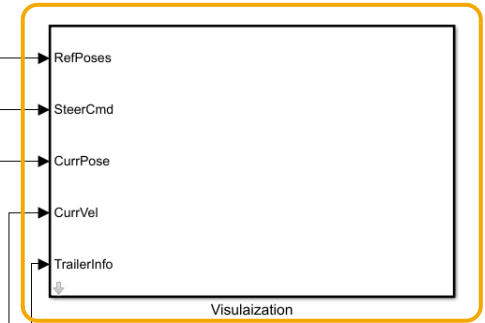 RefPoses
SteerCmd
CurrPose
CurrVel
TrailerInfo
Visulaization